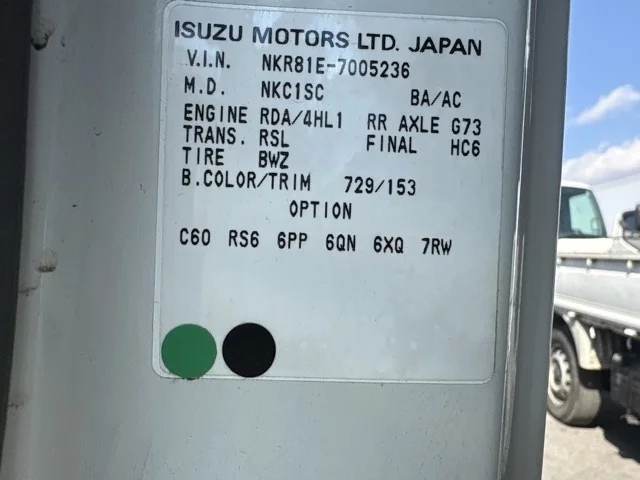 ISUZU MOTORS LTD. JAPAN
V.I.N. NKR81E-7005236
M.D. NKC1SC BA/AC
ENGINE RDA/4HL1 RR AXLE G73
TRANS. RSL FINAL HC6
TIRE BWZ
B.COLOR/TRIM 729/153
OPTION
C60 RS6 6PP 6QN 6XQ 7RW